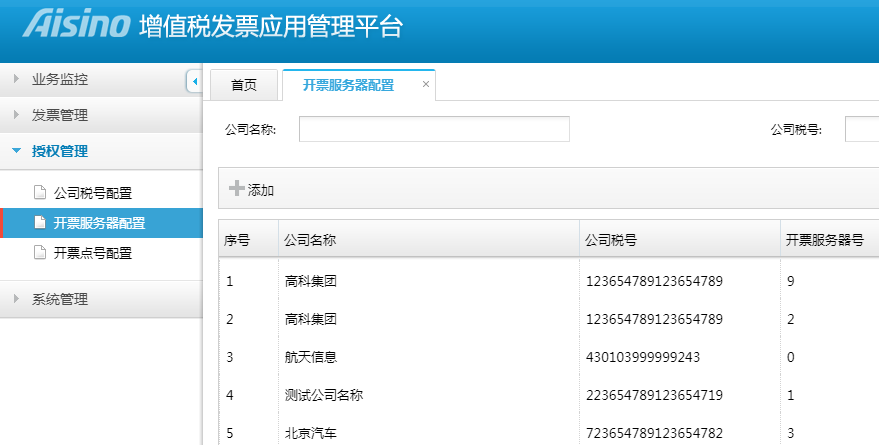 Aisino 增值税发票应用管理平台
业务监控
发票管理
授权管理
公司税号配置
开票服务器配置
开票点号配置
系统管理
首页 开票服务器配置 ×
公司名称: 公司税号:
添加
序号 公司名称 公司税号 开票服务器号
1 高科集团 123654789123654789 9
2 高科集团 123654789123654789 2
3 航天信息 430103999999243 0
4 测试公司名称 223654789123654719 1
5 北京汽车 723654789123654782 3